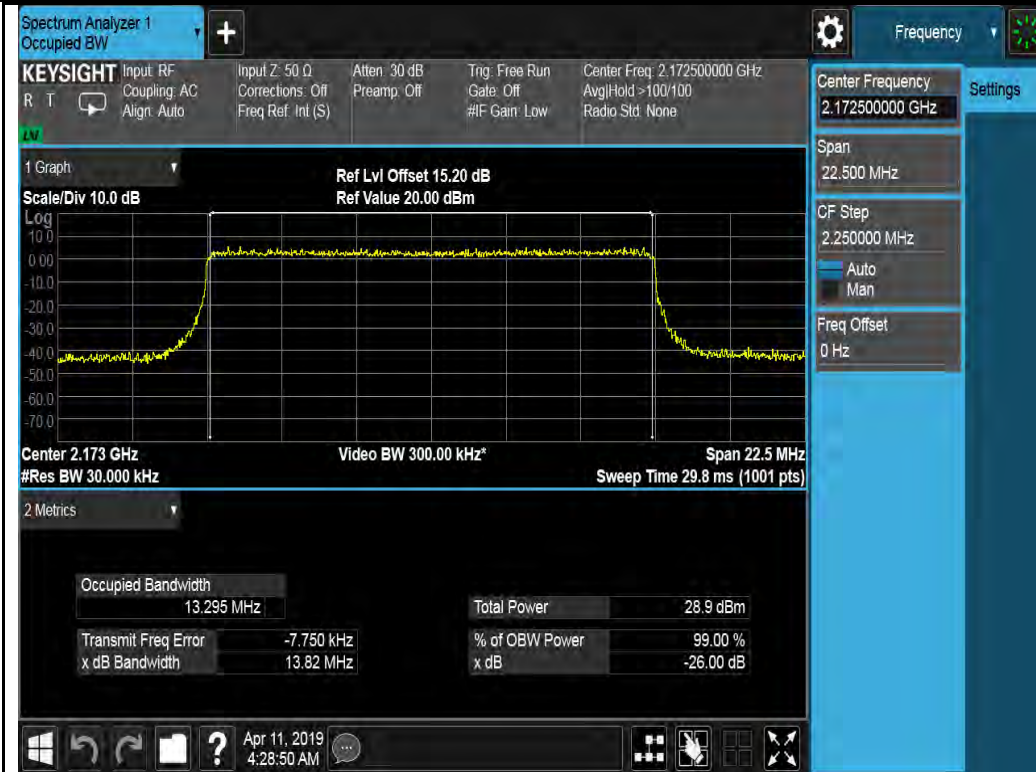 Spectrum Analyzer 1
Occupied BW
+
Frequency
KEYSIGHT
R T
LXI
Input: RF
Coupling: AC
Align: Auto
Input Z: 50 Ω
Corrections: Off
Freq Ref: Int (S)
Atten: 30 dB
Preamp: Off
Trig: Free Run
Gate: Off
#IF Gain: Low
Center Freq: 2.172500000 GHz
Avg|Hold >100/100
Radio Std: None
Center Frequency
2.172500000 GHz
Settings
Span
22.500 MHz
CF Step
2.250000 MHz
Auto
Man
Freq Offset
0 Hz
1 Graph
Scale/Div 10.0 dB
Ref Lvl Offset 15.20 dB
Ref Value 20.00 dBm
Log
10.0
0.00
-10.0
-20.0
-30.0
-40.0
-50.0
-60.0
-70.0
Center 2.173 GHz
#Res BW 30.000 kHz
Video BW 300.00 kHz*
Span 22.5 MHz
Sweep Time 29.8 ms (1001 pts)
2 Metrics
Occupied Bandwidth
13.295 MHz
Total Power 28.9 dBm
Transmit Freq Error -7.750 kHz
% of OBW Power 99.00 %
x dB Bandwidth 13.82 MHz
x dB -26.00 dB
?
Apr 11, 2019
4:28:50 AM